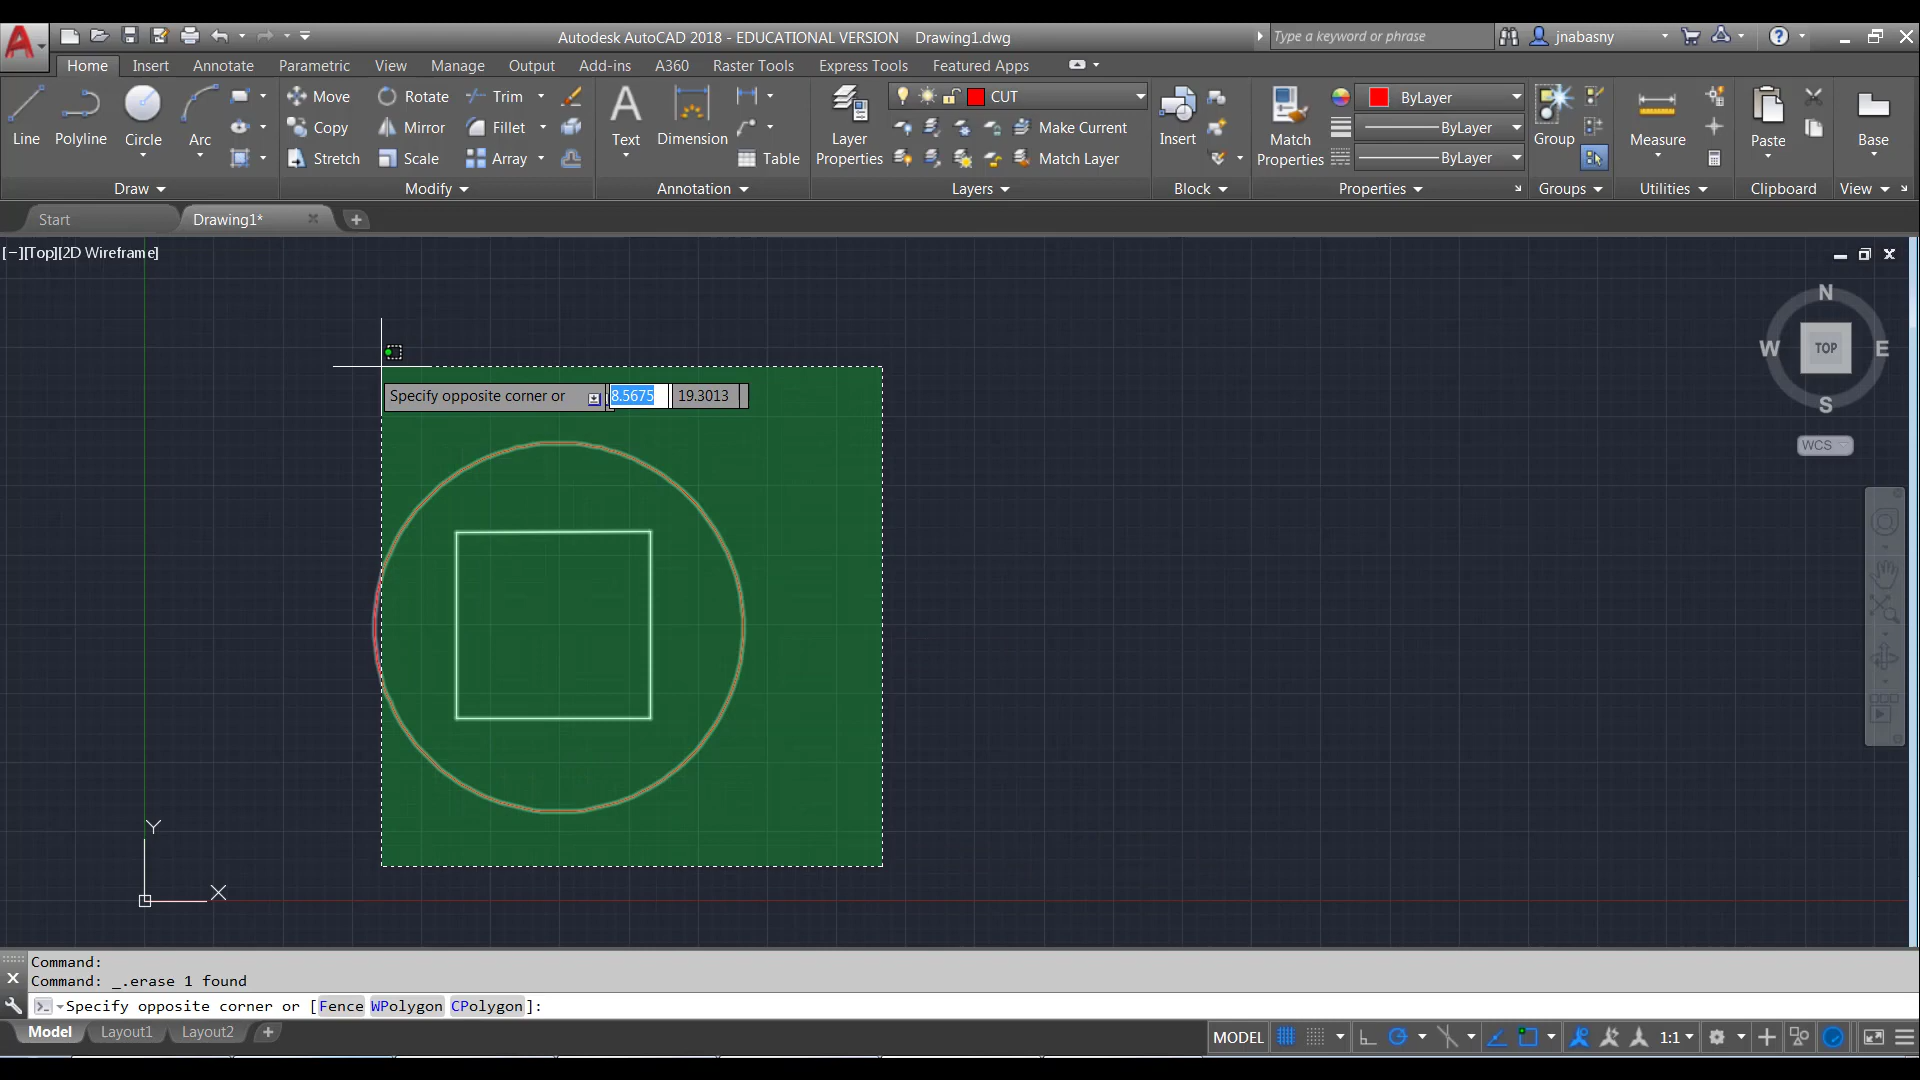 Autodesk AutoCAD 2018 - EDUCATIONAL VERSION Drawing1.dwg
Type a keyword or phrase
jnabasny
Home Insert Annotate Parametric View Manage Output Add-ins A360 Raster Tools Express Tools Featured Apps
Line Polyline Circle Arc
Draw
Move Rotate Trim
Copy Mirror Fillet
Stretch Scale Array
Modify
Text Dimension Table
Annotation
Layer Properties
CUT
Make Current
Match Layer
Layers
Insert
Block
Match Properties
ByLayer
ByLayer
ByLayer
Properties
Group
Groups
Measure
Utilities
Paste
Clipboard
Base
View
Start Drawing1*
[−][Top][2D Wireframe]
N
W TOP E
S
WCS
Specify opposite corner or 8.5675 19.3013
Y
X
Command:
Command: _.erase 1 found
Specify opposite corner or [Fence WPolygon CPolygon]:
Model Layout1 Layout2
MODEL 1:1